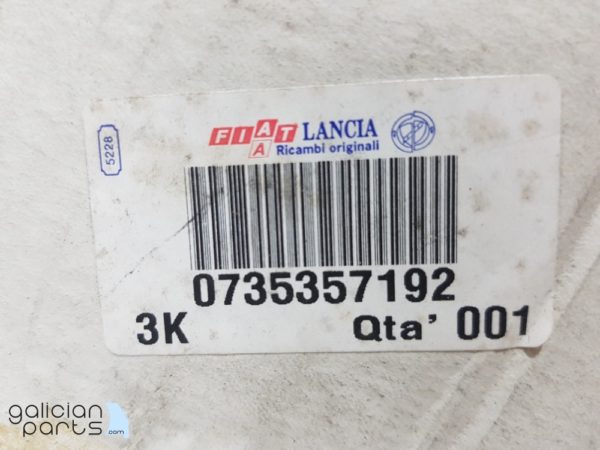 5228
FIAT LANCIA
A Ricambi originali
0735357192
3K Qta' 001
galician
parts.com